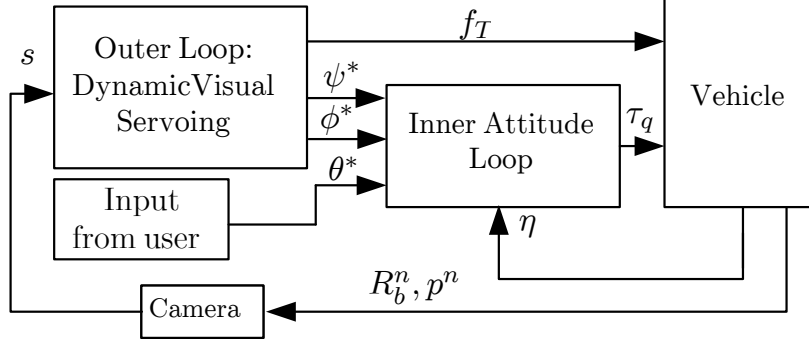 s
Outer Loop:
DynamicVisual
Servoing
f_T
ψ*
ϕ*
θ*
Inner Attitude
Loop
τ_q
Vehicle
Input
from user
η
R_b^n, p^n
Camera